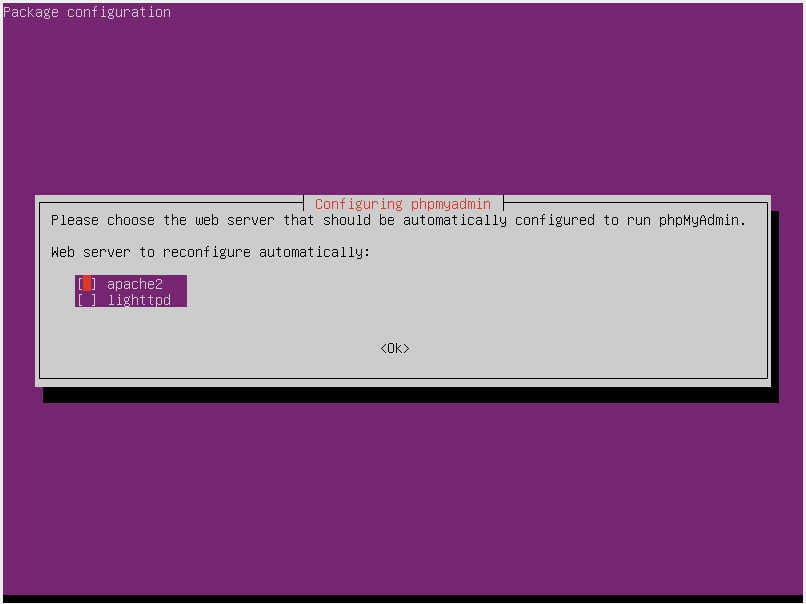 Package configuration
Configuring phpmyadmin
Please choose the web server that should be automatically configured to run phpMyAdmin.
Web server to reconfigure automatically:
[ ] apache2
[ ] lighttpd
<Ok>